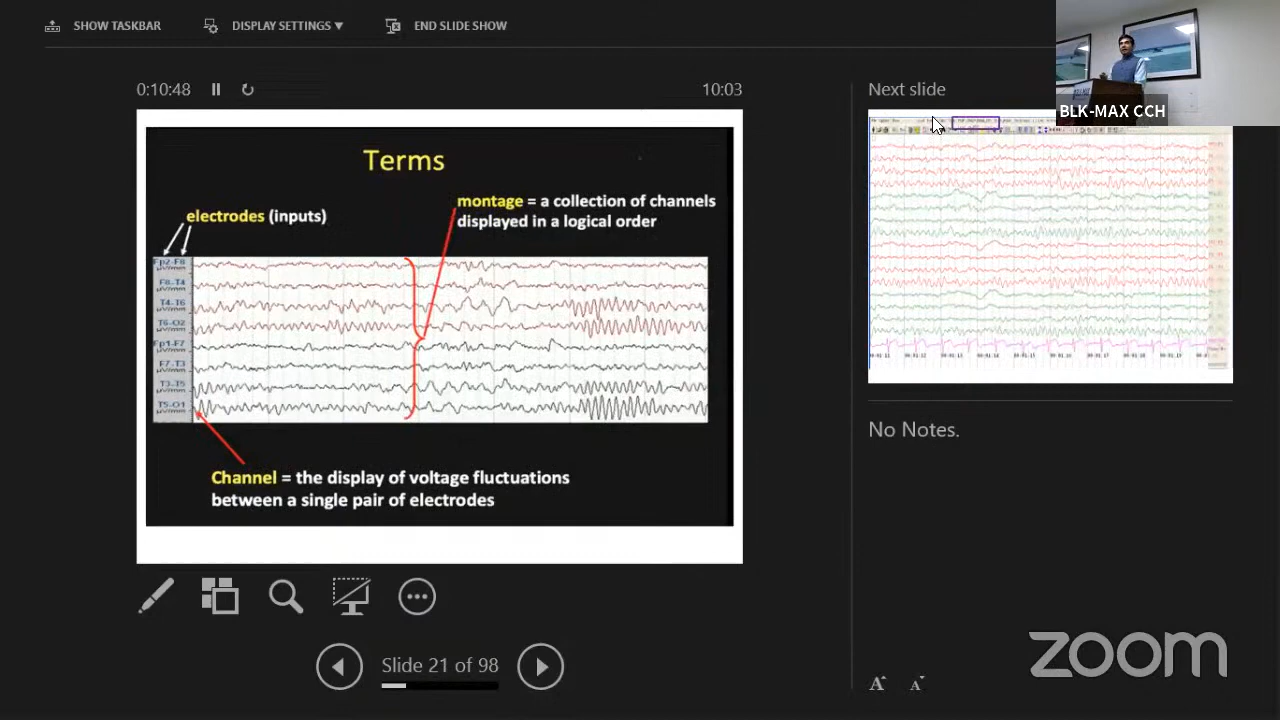 SHOW TASKBAR
DISPLAY SETTINGS ▼
END SLIDE SHOW
0:10:48
10:03
Next slide
BLK-MAX CCH
Terms
electrodes (inputs)
montage = a collection of channels
displayed in a logical order
Fp2-F8
F8-T4
T4-T6
T6-O2
Fp1-F7
F7-T3
T3-T5
T5-O1
Channel = the display of voltage fluctuations
between a single pair of electrodes
No Notes.
Slide 21 of 98
zoom
A A